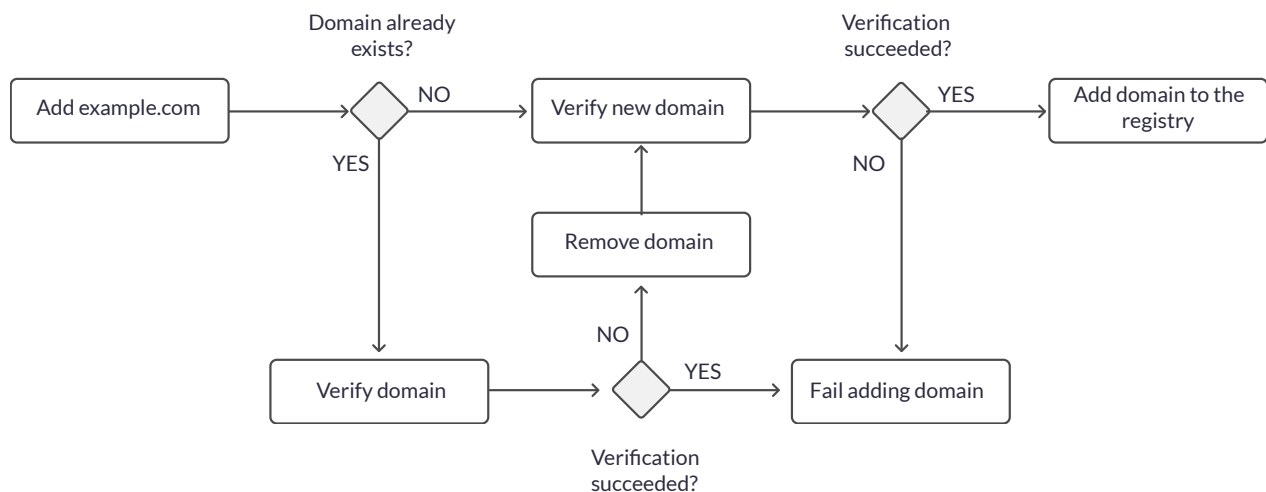 Domain already
exists?
Verification
succeeded?
Add example.com
NO
Verify new domain
YES
Add domain to the
registry
YES
NO
Remove domain
NO
YES
Verify domain
Fail adding domain
Verification
succeeded?